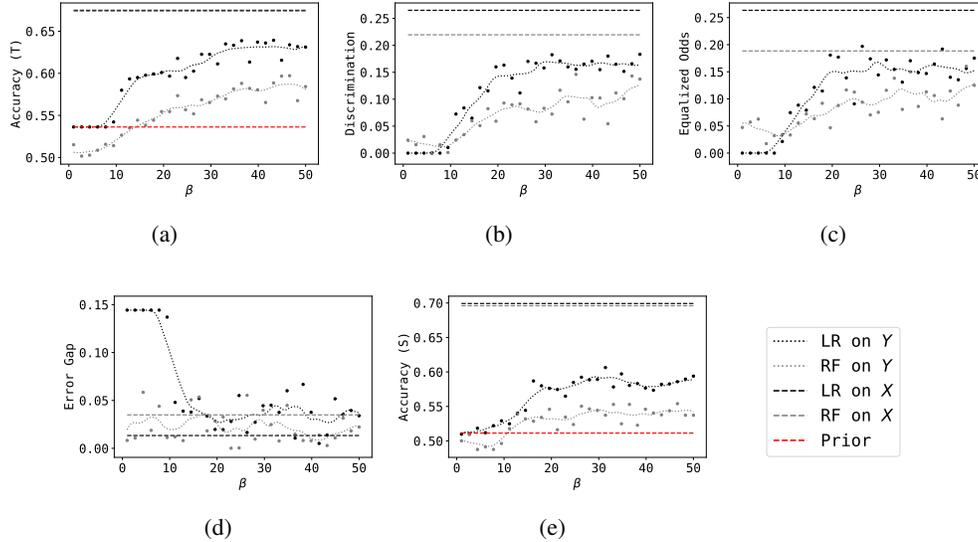 Accuracy (T)
0.65
0.60
0.55
0.50
0 10 20 30 40 50
β
(a)
Discrimination
0.25
0.20
0.15
0.10
0.05
0.00
0 10 20 30 40 50
β
(b)
Equalized Odds
0.25
0.20
0.15
0.10
0.05
0.00
0 10 20 30 40 50
β
(c)
Error Gap
0.15
0.10
0.05
0.00
0 10 20 30 40 50
β
(d)
Accuracy (S)
0.70
0.65
0.60
0.55
0.50
0 10 20 30 40 50
β
(e)
LR on Y
RF on Y
LR on X
RF on X
Prior